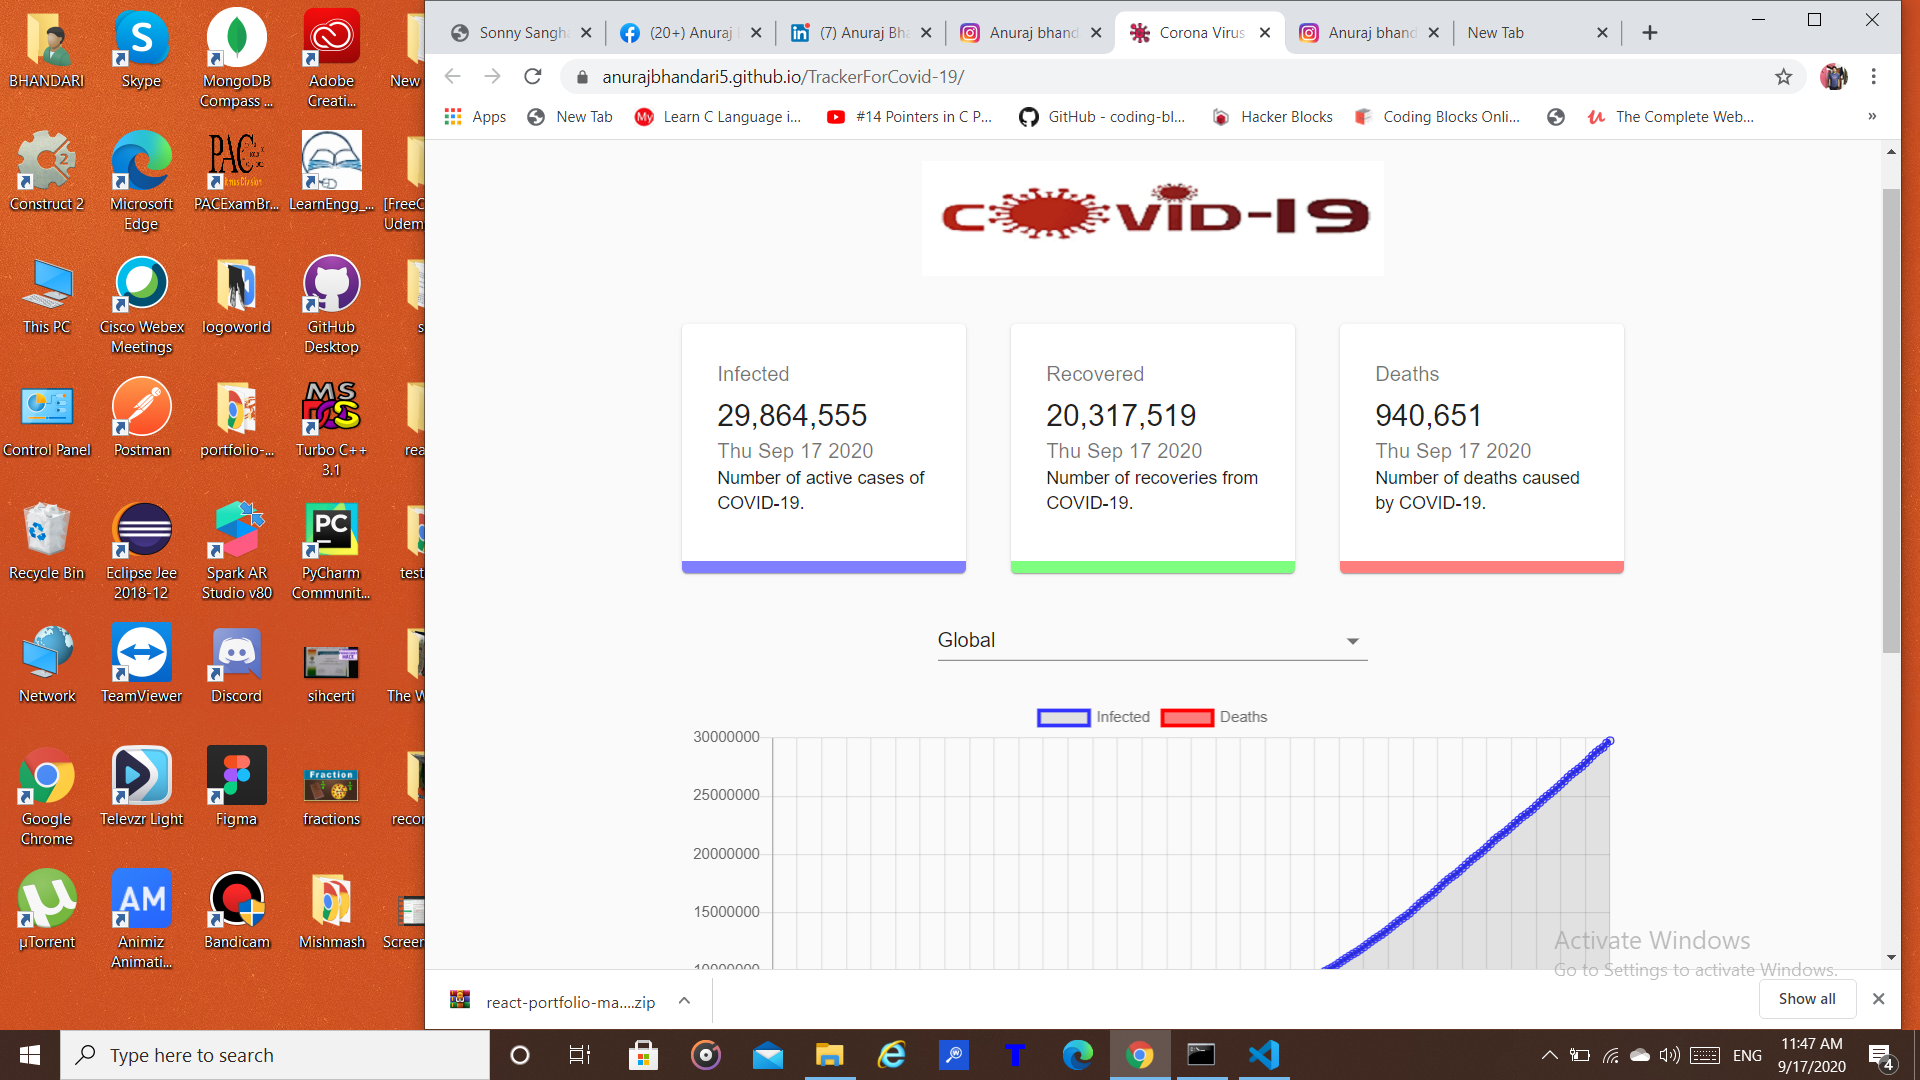 BHANDARI
Skype
MongoDB
Compass ...
Adobe
Creati...
New
Construct 2
Microsoft
Edge
PACExamBr...
LearnEngg_...
[FreeC
Udem
This PC
Cisco Webex
Meetings
logoworld
GitHub
Desktop
s
Control Panel
Postman
portfolio-...
Turbo C++
3.1
rea
Recycle Bin
Eclipse Jee
2018-12
Spark AR
Studio v80
PyCharm
Communit...
test
Network
TeamViewer
Discord
sihcerti
The W
Google
Chrome
Televzr Light
Figma
Fraction
fractions
recor
µTorrent
AM
Animiz
Animati...
Bandicam
Mishmash
Screen
Sonny Sangha
(20+) Anuraj
(7) Anuraj Bha
Anuraj bhand
Corona Virus
Anuraj bhand
New Tab
anurajbhandari5.github.io/TrackerForCovid-19/
Apps
New Tab
Learn C Language i...
#14 Pointers in C P...
GitHub - coding-bl...
Hacker Blocks
Coding Blocks Onli...
The Complete Web...
»
COVID-19
Infected
29,864,555
Thu Sep 17 2020
Number of active cases of
COVID-19.
Recovered
20,317,519
Thu Sep 17 2020
Number of recoveries from
COVID-19.
Deaths
940,651
Thu Sep 17 2020
Number of deaths caused
by COVID-19.
Global
Infected
Deaths
30000000
25000000
20000000
15000000
10000000
Activate Windows
Go to Settings to activate Windows.
react-portfolio-ma....zip
Show all
Type here to search
ENG
11:47 AM
9/17/2020
4